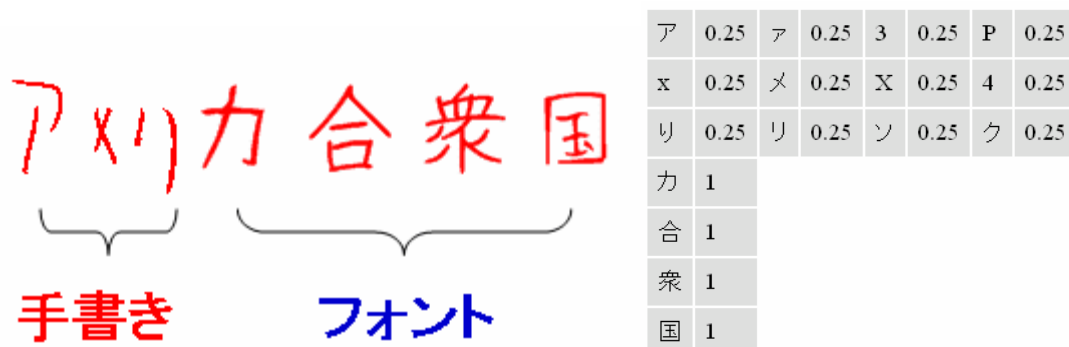 アメリカ合衆国
手書き フォント
ア 0.25 ァ 0.25 3 0.25 P 0.25
x 0.25 メ 0.25 X 0.25 4 0.25
り 0.25 リ 0.25 ソ 0.25 ク 0.25
カ 1
合 1
衆 1
国 1